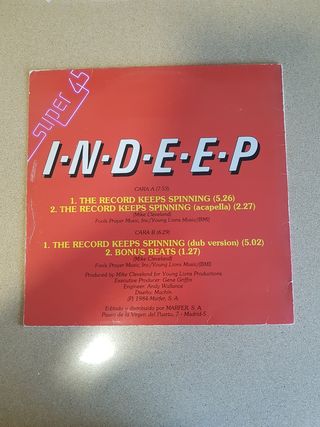 super 45
I·N·D·E·E·P
CARA A (7.53)
1. THE RECORD KEEPS SPINNING (5.26)
2. THE RECORD KEEPS SPINNING (acapella) (2.27)
(Mike Cleveland)
Fools Prayer Music, Inc/Young Lions Music/(BMI)
CARA B (6.29)
1. THE RECORD KEEPS SPINNING (dub version) (5.02)
2. BONUS BEATS (1.27)
(Mike Cleveland)
Fools Prayer Music, Inc/Young Lions Music/(BMI)
Produced by Mike Cleveland for Young Lions Productions
Executive Producer: Gene Griffin
Engineer: Andy Wallance
Diseño: Machín
(P) 1984-Marfer, S. A.
Editado y distribuido por MARFER, S. A.
Paseo de la Virgen del Puerto, 7 - Madrid-5